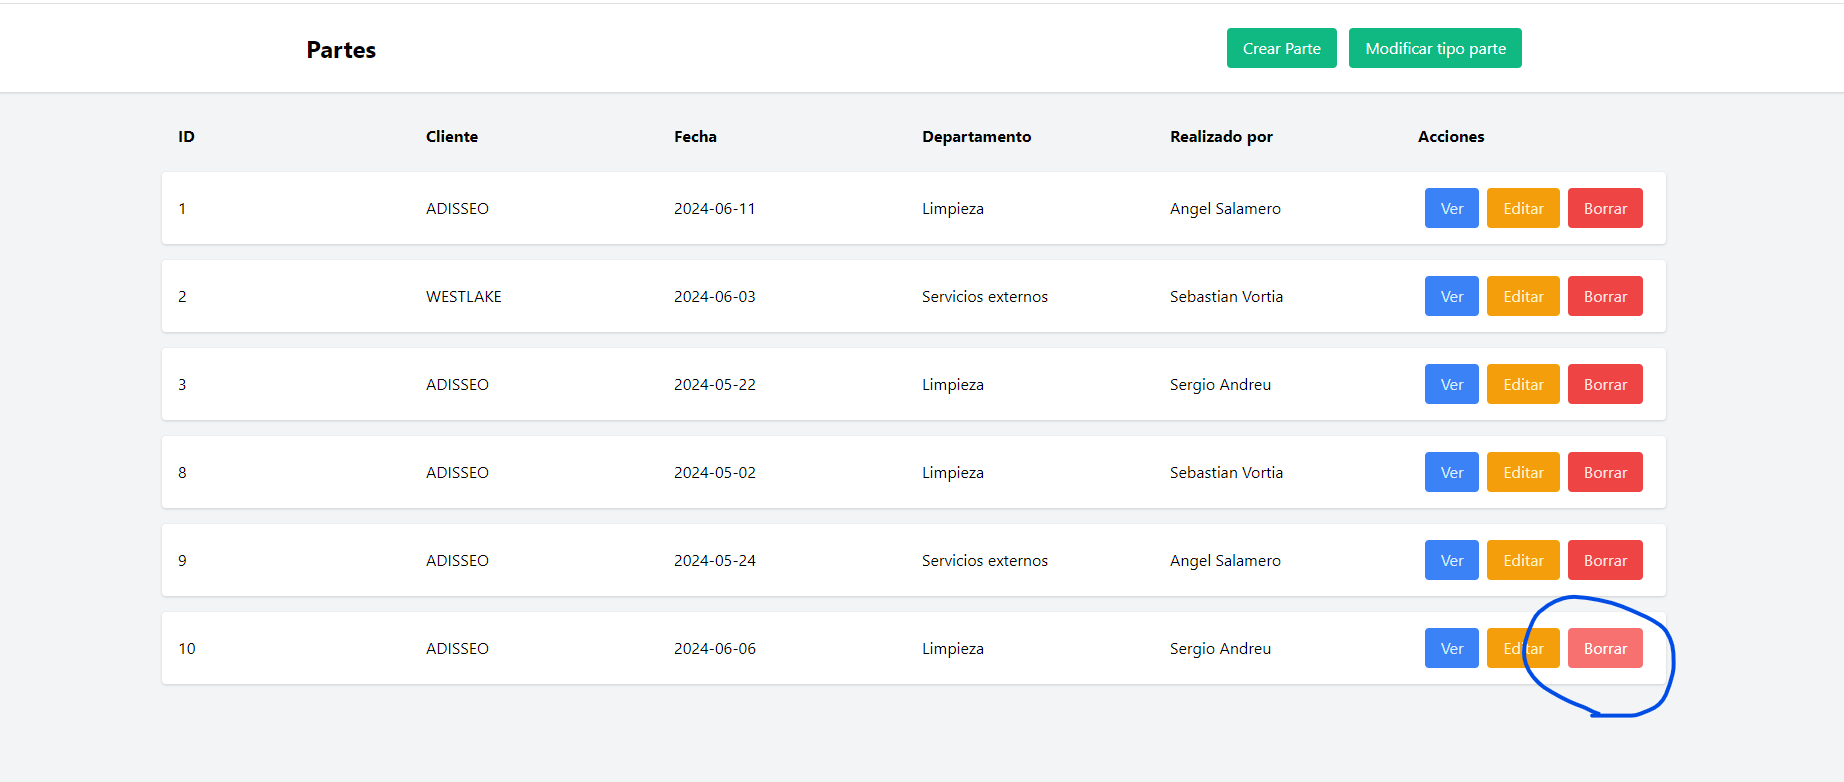 Partes Crear Parte Modificar tipo parte
ID Cliente Fecha Departamento Realizado por Acciones
1 ADISSEO 2024-06-11 Limpieza Angel Salamero Ver Editar Borrar
2 WESTLAKE 2024-06-03 Servicios externos Sebastian Vortia Ver Editar Borrar
3 ADISSEO 2024-05-22 Limpieza Sergio Andreu Ver Editar Borrar
8 ADISSEO 2024-05-02 Limpieza Sebastian Vortia Ver Editar Borrar
9 ADISSEO 2024-05-24 Servicios externos Angel Salamero Ver Editar Borrar
10 ADISSEO 2024-06-06 Limpieza Sergio Andreu Ver Editar Borrar